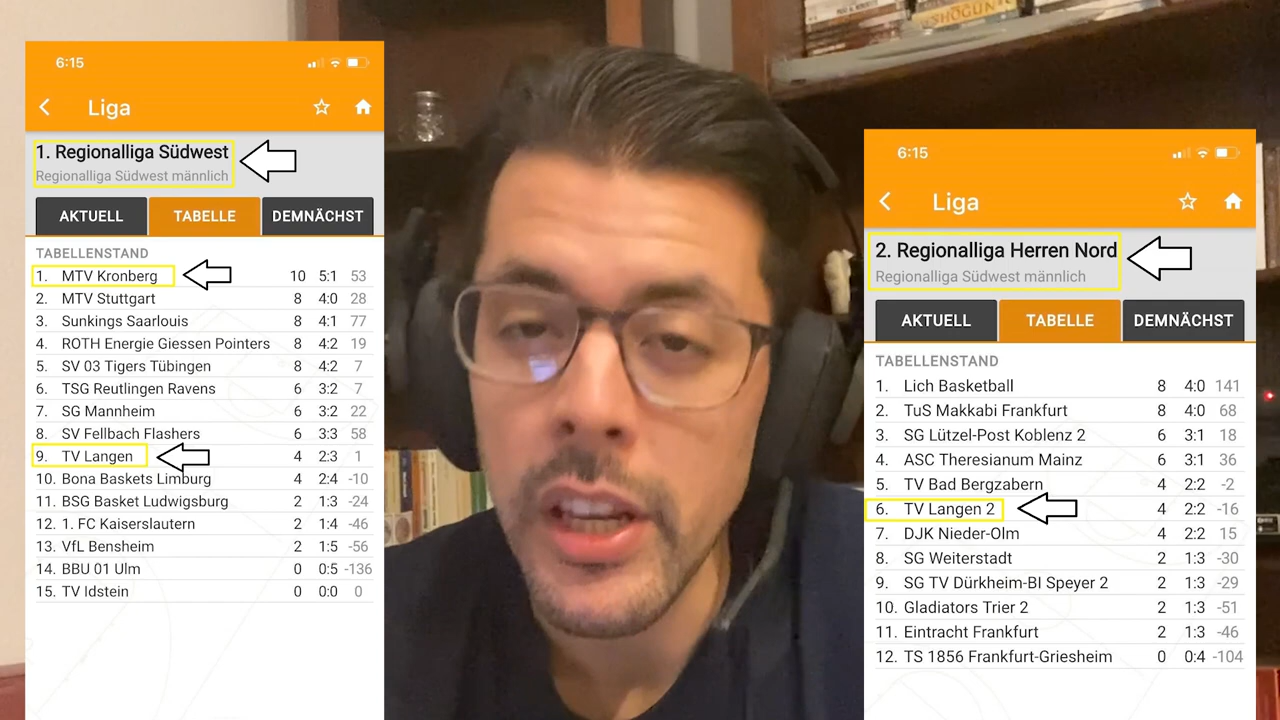 SHŌGUN
6:15
Liga
1. Regionalliga Südwest
Regionalliga Südwest männlich
AKTUELL TABELLE DEMNÄCHST
TABELLENSTAND
1. MTV Kronberg 10 5:1 53
2. MTV Stuttgart 8 4:0 28
3. Sunkings Saarlouis 8 4:1 77
4. ROTH Energie Giessen Pointers 8 4:2 19
5. SV 03 Tigers Tübingen 8 4:2 7
6. TSG Reutlingen Ravens 6 3:2 7
7. SG Mannheim 6 3:2 22
8. SV Fellbach Flashers 6 3:3 58
9. TV Langen 4 2:3 1
10. Bona Baskets Limburg 4 2:4 -10
11. BSG Basket Ludwigsburg 2 1:3 -24
12. 1. FC Kaiserslautern 2 1:4 -46
13. VfL Bensheim 2 1:5 -56
14. BBU 01 Ulm 0 0:5 -136
15. TV Idstein 0 0:0 0
6:15
Liga
2. Regionalliga Herren Nord
Regionalliga Südwest männlich
AKTUELL TABELLE DEMNÄCHST
TABELLENSTAND
1. Lich Basketball 8 4:0 141
2. TuS Makkabi Frankfurt 8 4:0 68
3. SG Lützel-Post Koblenz 2 6 3:1 18
4. ASC Theresianum Mainz 6 3:1 36
5. TV Bad Bergzabern 4 2:2 -2
6. TV Langen 2 4 2:2 -16
7. DJK Nieder-Olm 4 2:2 15
8. SG Weiterstadt 2 1:3 -30
9. SG TV Dürkheim-BI Speyer 2 2 1:3 -29
10. Gladiators Trier 2 2 1:3 -51
11. Eintracht Frankfurt 2 1:3 -46
12. TS 1856 Frankfurt-Griesheim 0 0:4 -104